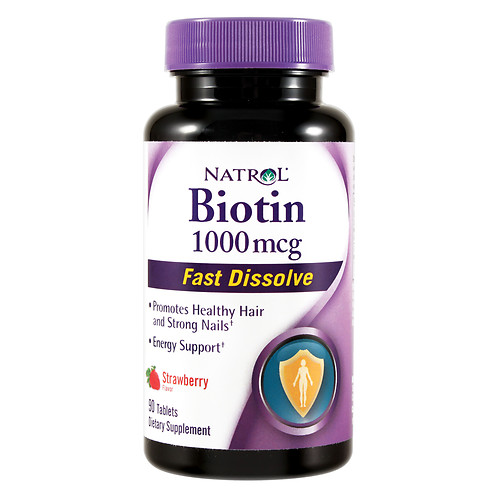 NATROL®
Biotin
1000 mcg
Fast Dissolve
• Promotes Healthy Hair
and Strong Nails†
• Energy Support†
Strawberry
Flavor
90 Tablets
Dietary Supplement